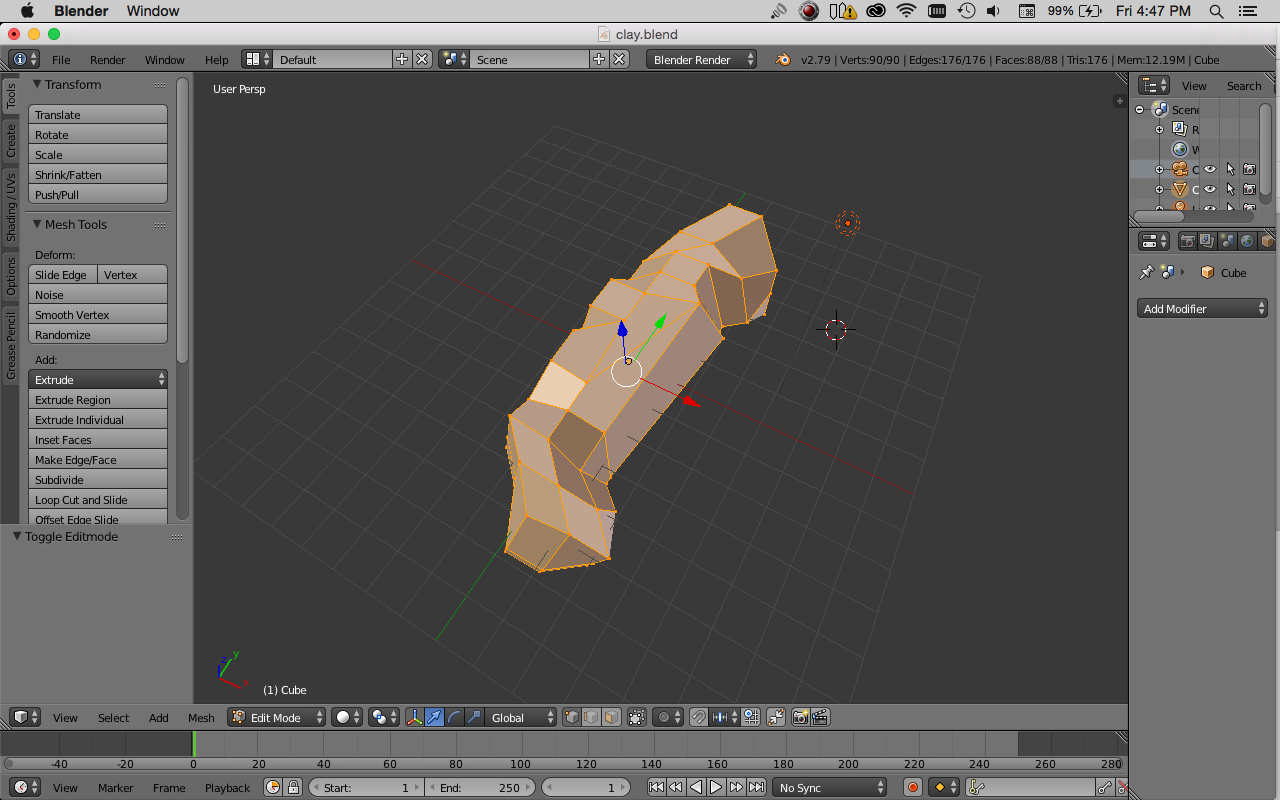 Blender Window 99% Fri 4:47 PM
clay.blend
File Render Window Help Default Scene Blender Render v2.79 | Verts:90/90 | Edges:176/176 | Faces:88/88 | Tris:176 | Mem:12.19M | Cube
Tools
Create
Shading / UVs
Options
Grease Pencil
Transform
Translate
Rotate
Scale
Shrink/Fatten
Push/Pull
Mesh Tools
Deform:
Slide Edge Vertex
Noise
Smooth Vertex
Randomize
Add:
Extrude
Extrude Region
Extrude Individual
Inset Faces
Make Edge/Face
Subdivide
Loop Cut and Slide
Offset Edge Slide
Toggle Editmode
User Persp
z y x
(1) Cube
View Search
Scene
R
W
C
C
Cube
Add Modifier
View Select Add Mesh Edit Mode Global
-40 -20 0 20 40 60 80 100 120 140 160 180 200 220 240 260 280
View Marker Frame Playback Start: 1 End: 250 1 No Sync